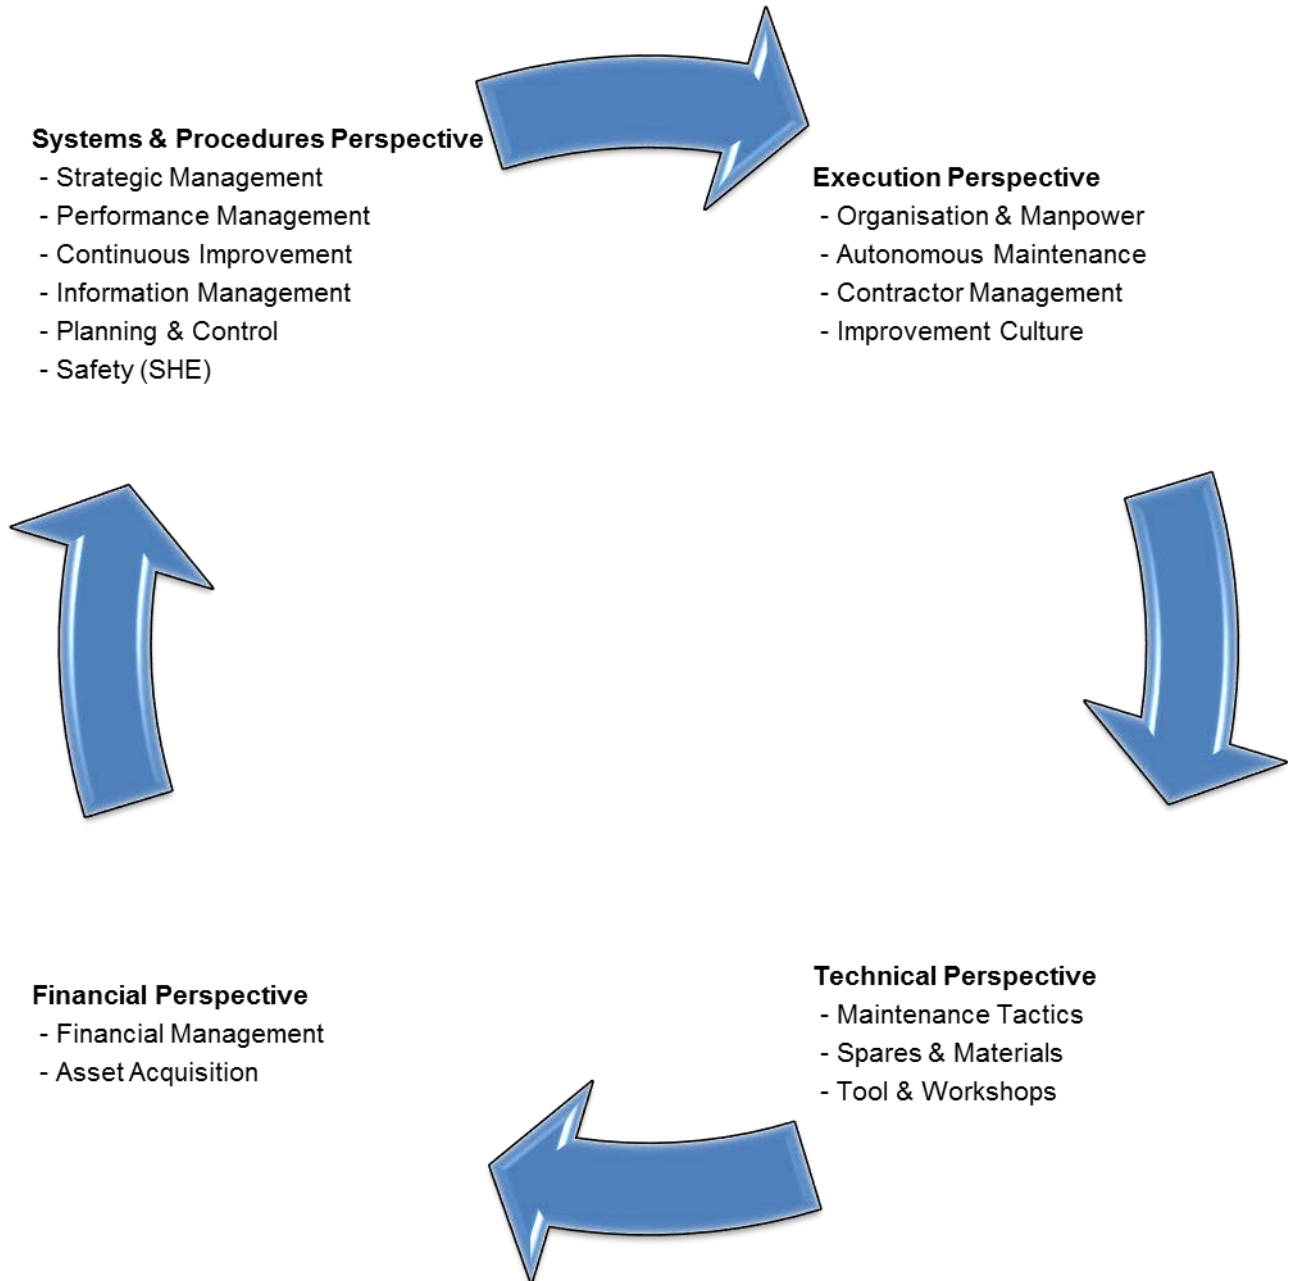 Systems & Procedures Perspective
- Strategic Management
- Performance Management
- Continuous Improvement
- Information Management
- Planning & Control
- Safety (SHE)
Execution Perspective
- Organisation & Manpower
- Autonomous Maintenance
- Contractor Management
- Improvement Culture
Technical Perspective
- Maintenance Tactics
- Spares & Materials
- Tool & Workshops
Financial Perspective
- Financial Management
- Asset Acquisition